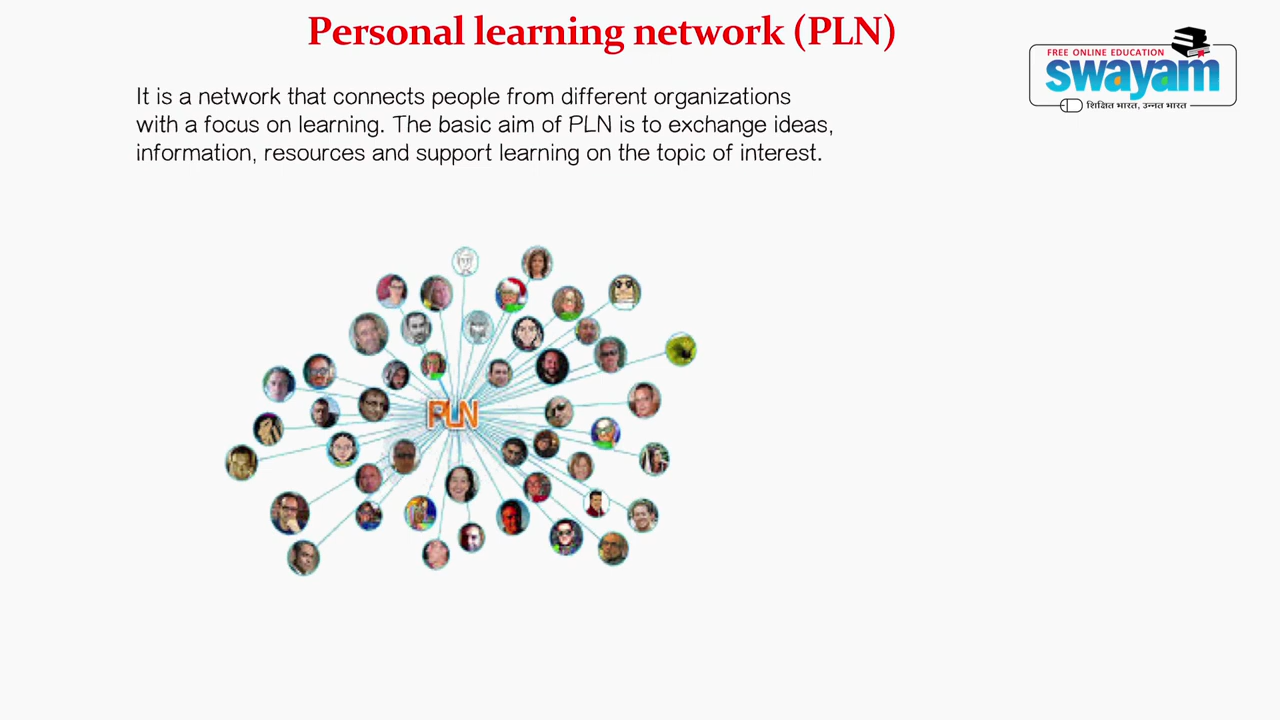 Personal learning network (PLN)
FREE ONLINE EDUCATION
swayam
शिक्षित भारत, उन्नत भारत
It is a network that connects people from different organizations
with a focus on learning. The basic aim of PLN is to exchange ideas,
information, resources and support learning on the topic of interest.
PLN